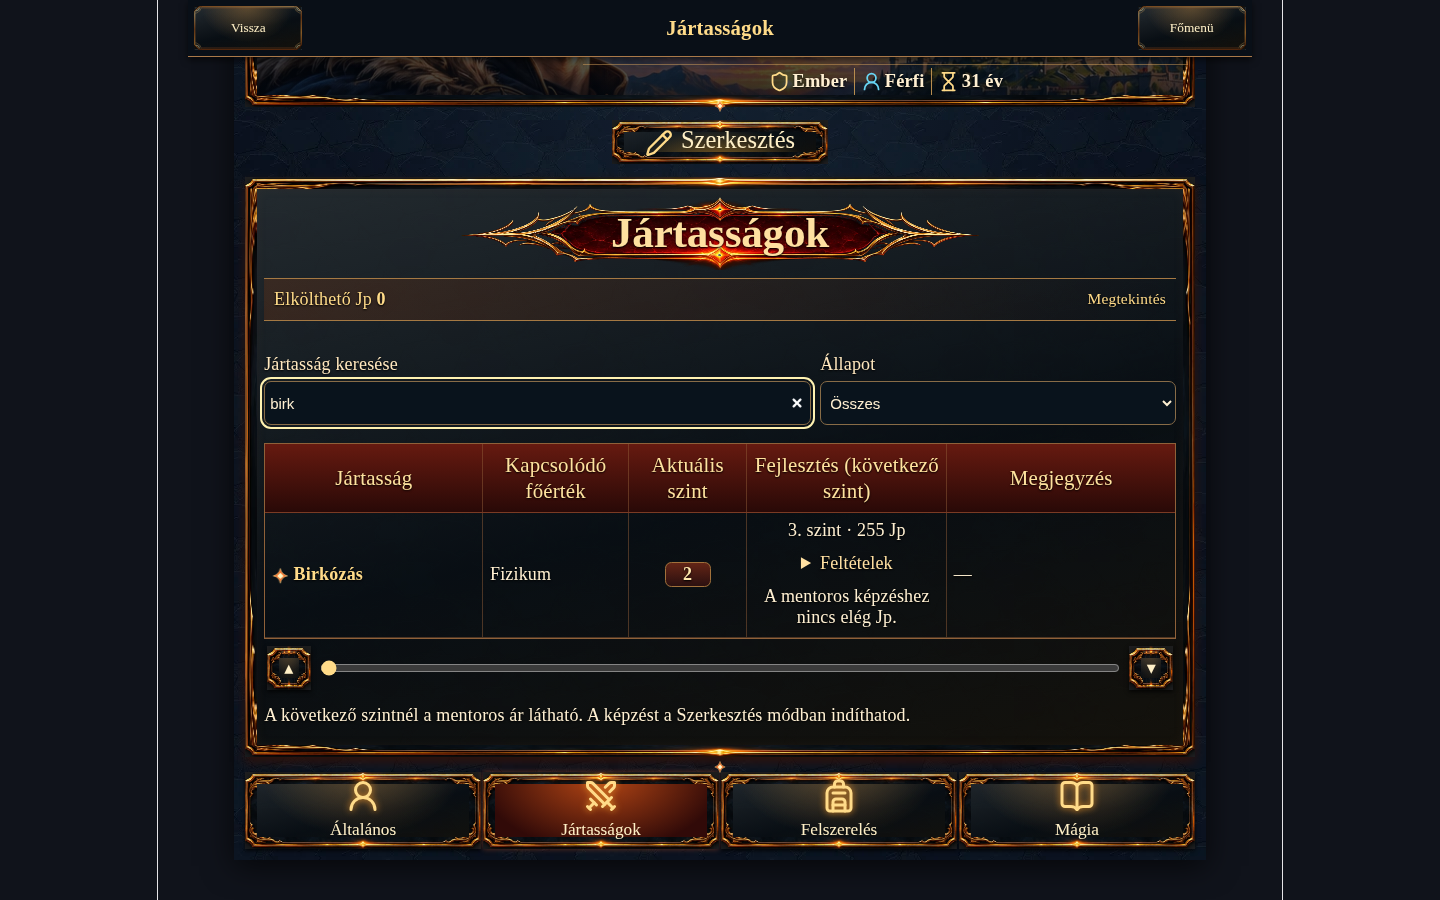 Vissza
Jártasságok
Főmenü
Ember
Férfi
31 év
Szerkesztés
Jártasságok
Elkölthető Jp 0
Megtekintés
Jártasság keresése
Állapot
birk
Összes
Jártasság
Kapcsolódó
főérték
Aktuális
szint
Fejlesztés (következő
szint)
Megjegyzés
Birkózás
Fizikum
2
3. szint · 255 Jp
▶ Feltételek
A mentoros képzéshez
nincs elég Jp.
—
A következő szintnél a mentoros ár látható. A képzést a Szerkesztés módban indíthatod.
Általános
Jártasságok
Felszerelés
Mágia